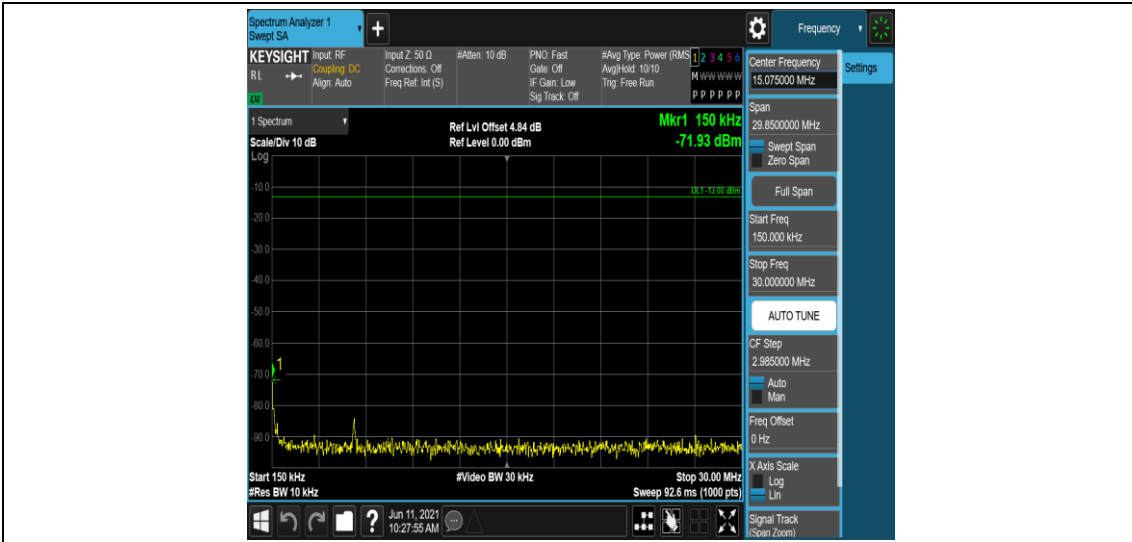 Spectrum Analyzer 1
Swept SA
Frequency
KEYSIGHT
RL
Input: RF
Coupling: DC
Align: Auto
Input Z: 50 Ω
Corrections: Off
Freq Ref: Int (S)
#Atten: 10 dB
PNO: Fast
Gate: Off
IF Gain: Low
Sig Track: Off
#Avg Type: Power (RMS
Avg|Hold: 10/10
Trig: Free Run
1 2 3 4 5 6
M W W W W W
P P P P P P
1 Spectrum
Scale/Div 10 dB
Log
Ref Lvl Offset 4.84 dB
Ref Level 0.00 dBm
Mkr1 150 kHz
-71.93 dBm
DL1 -13.00 dBm
-10.0
-20.0
-30.0
-40.0
-50.0
-60.0
1
-70.0
-80.0
-90.0
Start 150 kHz
#Res BW 10 kHz
#Video BW 30 kHz
Stop 30.00 MHz
Sweep 92.6 ms (1000 pts)
?
Jun 11, 2021
10:27:55 AM
Center Frequency
15.075000 MHz
Settings
Span
29.8500000 MHz
Swept Span
Zero Span
Full Span
Start Freq
150.000 kHz
Stop Freq
30.000000 MHz
AUTO TUNE
CF Step
2.985000 MHz
Auto
Man
Freq Offset
0 Hz
X Axis Scale
Log
Lin
Signal Track
(Span Zoom)